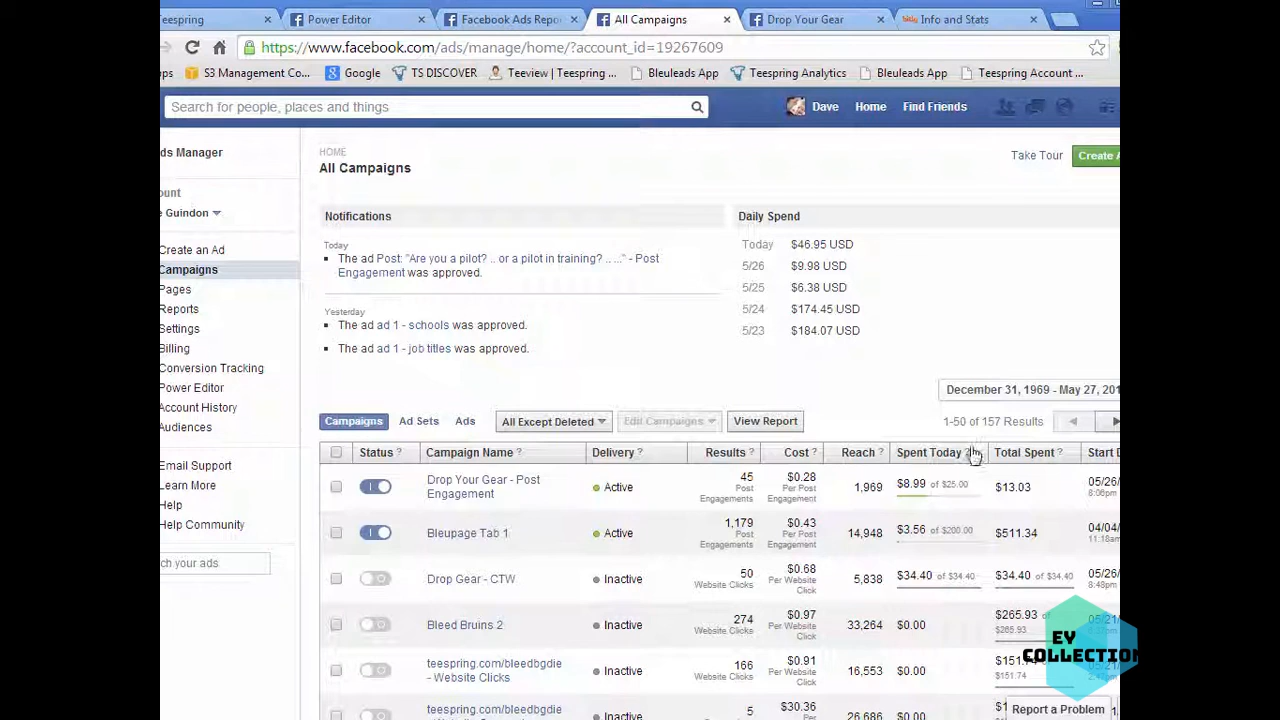 Teespring
Power Editor
Facebook Ads Repo
All Campaigns
Drop Your Gear
Info and Stats
https://www.facebook.com/ads/manage/home/?account_id=19267609
S3 Management Co...
Google
TS DISCOVER
Teeview | Teespring ...
Bleuleads App
Teespring Analytics
Bleuleads App
Teespring Account ...
Search for people, places and things
Dave
Home
Find Friends
ds Manager
ount
e Guindon
Create an Ad
Campaigns
Pages
Reports
Settings
Billing
Conversion Tracking
Power Editor
Account History
Audiences
Email Support
Learn More
Help
Help Community
ch your ads
HOME
All Campaigns
Take Tour
Create A
Notifications
Today
The ad Post: "Are you a pilot? .. or a pilot in training? .. ..." - Post
Engagement was approved.
Yesterday
The ad ad 1 - schools was approved.
The ad ad 1 - job titles was approved.
Daily Spend
Today $46.95 USD
5/26 $9.98 USD
5/25 $6.38 USD
5/24 $174.45 USD
5/23 $184.07 USD
December 31, 1969 - May 27, 201
Campaigns
Ad Sets
Ads
All Except Deleted
Edit Campaigns
View Report
1-50 of 157 Results
Status ? Campaign Name ? Delivery ? Results ? Cost ? Reach ? Spent Today ? Total Spent ? Start D
Drop Your Gear - Post
Engagement
Active
45
Post
Engagements
$0.28
Per Post
Engagement
1,969
$8.99 of $25.00
$13.03
05/26/
8:06pm
Bleupage Tab 1
Active
1,179
Post
Engagements
$0.43
Per Post
Engagement
14,948
$3.56 of $200.00
$511.34
04/04/
11:18am
Drop Gear - CTW
Inactive
50
Website Clicks
$0.68
Per Website
Click
5,838
$34.40 of $34.40
$34.40 of $34.40
05/26/
8:48pm
Bleed Bruins 2
Inactive
274
Website Clicks
$0.97
Per Website
Click
33,264
$0.00
$265.93 of
$265.93
05/21/
teespring.com/bleedbgdie
- Website Clicks
Inactive
166
Website Clicks
$0.91
Per Website
Click
16,553
$0.00
$151.74
teespring.com/bleedbgdie
Inactive
5
$30.36
26,686
$0.00
Report a Problem
EY
COLLECTION